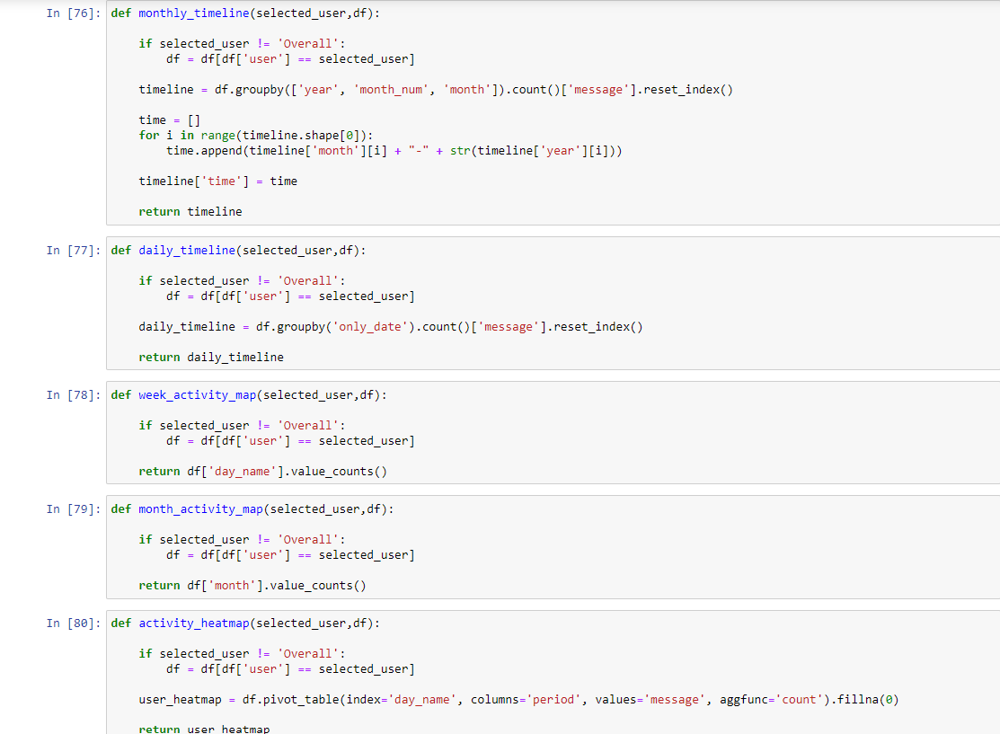 In [76]: def monthly_timeline(selected_user,df):
if selected_user != 'Overall':
df = df[df['user'] == selected_user]
timeline = df.groupby(['year', 'month_num', 'month']).count()['message'].reset_index()
time = []
for i in range(timeline.shape[0]):
time.append(timeline['month'][i] + "-" + str(timeline['year'][i]))
timeline['time'] = time
return timeline
In [77]: def daily_timeline(selected_user,df):
if selected_user != 'Overall':
df = df[df['user'] == selected_user]
daily_timeline = df.groupby('only_date').count()['message'].reset_index()
return daily_timeline
In [78]: def week_activity_map(selected_user,df):
if selected_user != 'Overall':
df = df[df['user'] == selected_user]
return df['day_name'].value_counts()
In [79]: def month_activity_map(selected_user,df):
if selected_user != 'Overall':
df = df[df['user'] == selected_user]
return df['month'].value_counts()
In [80]: def activity_heatmap(selected_user,df):
if selected_user != 'Overall':
df = df[df['user'] == selected_user]
user_heatmap = df.pivot_table(index='day_name', columns='period', values='message', aggfunc='count').fillna(0)
return user_heatmap